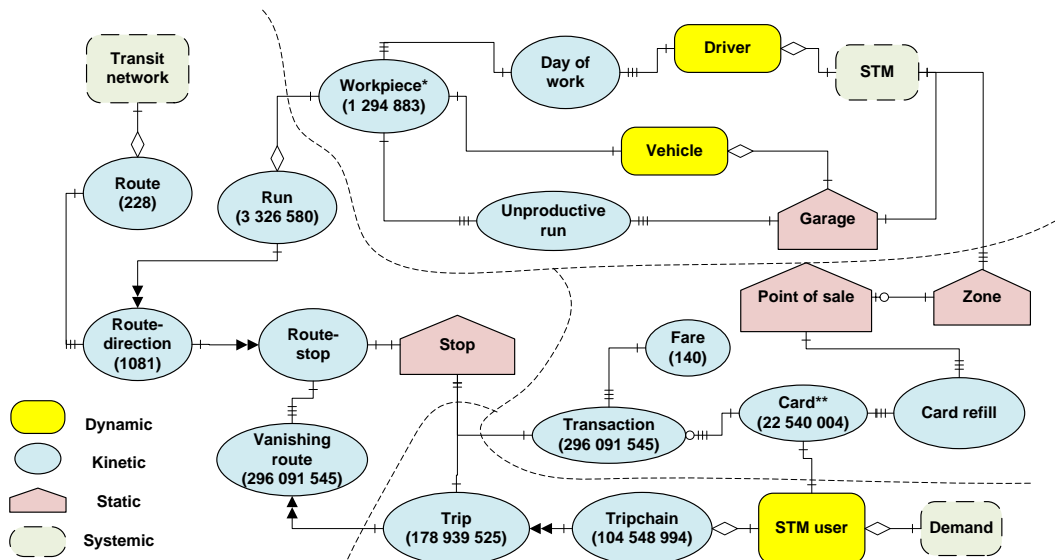 Transit
network
Workpiece*
(1 294 883)
Day of
work
Driver
STM
Vehicle
Route
(228)
Run
(3 326 580)
Unproductive
run
Garage
Route-
direction
(1081)
Route-
stop
Stop
Point of sale
Zone
Fare
(140)
Transaction
(296 091 545)
Card**
(22 540 004)
Card refill
Vanishing
route
(296 091 545)
Trip
(178 939 525)
Tripchain
(104 548 994)
STM user
Demand
Dynamic
Kinetic
Static
Systemic